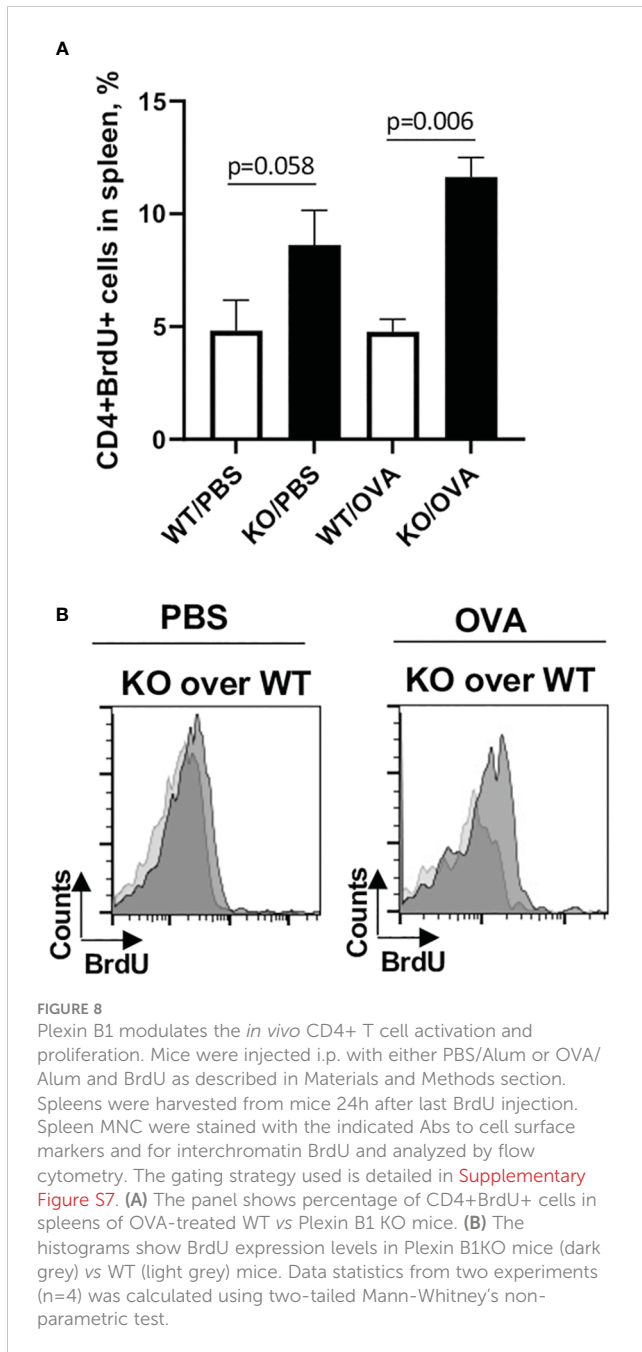 A
CD4+BrdU+ cells in spleen, %
15
10
5
0
p=0.058
p=0.006
WT/PBS
KO/PBS
WT/OVA
KO/OVA
B
PBS
OVA
KO over WT
KO over WT
Counts
BrdU
Counts
BrdU
FIGURE 8
Plexin B1 modulates the in vivo CD4+ T cell activation and
proliferation. Mice were injected i.p. with either PBS/Alum or OVA/
Alum and BrdU as described in Materials and Methods section.
Spleens were harvested from mice 24h after last BrdU injection.
Spleen MNC were stained with the indicated Abs to cell surface
markers and for interchromatin BrdU and analyzed by flow
cytometry. The gating strategy used is detailed in Supplementary
Figure S7. (A) The panel shows percentage of CD4+BrdU+ cells in
spleens of OVA-treated WT vs Plexin B1 KO mice. (B) The
histograms show BrdU expression levels in Plexin B1KO mice (dark
grey) vs WT (light grey) mice. Data statistics from two experiments
(n=4) was calculated using two-tailed Mann-Whitney’s non-
parametric test.